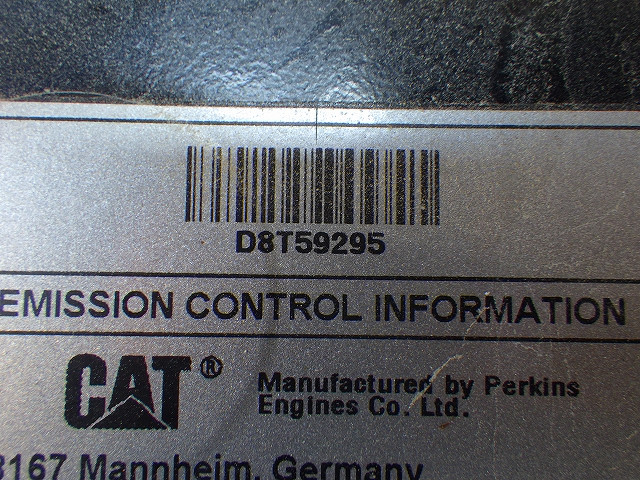 D8T59295
EMISSION CONTROL INFORMATION
CAT®
Manufactured by Perkins
Engines Co. Ltd.
Mannheim, Germany